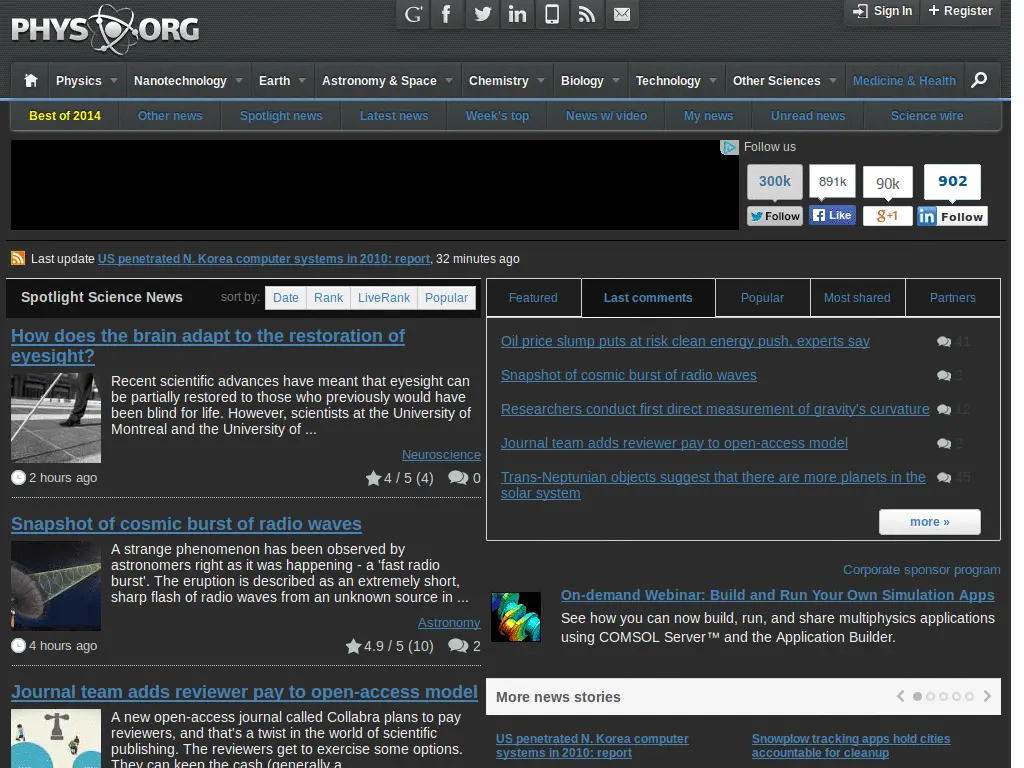 PHYS ORG
G+ f in
Sign In + Register
Physics Nanotechnology Earth Astronomy & Space Chemistry Biology Technology Other Sciences Medicine & Health
Best of 2014 Other news Spotlight news Latest news Week's top News w/ video My news Unread news Science wire
Follow us
300k 891k 90k 902
Follow Like g+1 in Follow
Last update US penetrated N. Korea computer systems in 2010: report, 32 minutes ago
Spotlight Science News sort by: Date Rank LiveRank Popular
How does the brain adapt to the restoration of
eyesight?
Recent scientific advances have meant that eyesight can
be partially restored to those who previously would have
been blind for life. However, scientists at the University of
Montreal and the University of ...
Neuroscience
2 hours ago 4 / 5 (4) 0
Snapshot of cosmic burst of radio waves
A strange phenomenon has been observed by
astronomers right as it was happening - a 'fast radio
burst'. The eruption is described as an extremely short,
sharp flash of radio waves from an unknown source in ...
Astronomy
4 hours ago 4.9 / 5 (10) 2
Journal team adds reviewer pay to open-access model
A new open-access journal called Collabra plans to pay
reviewers, and that's a twist in the world of scientific
publishing. The reviewers get to exercise some options.
They can keep the cash (generally a
Featured Last comments Popular Most shared Partners
Oil price slump puts at risk clean energy push, experts say 41
Snapshot of cosmic burst of radio waves 2
Researchers conduct first direct measurement of gravity's curvature 12
Journal team adds reviewer pay to open-access model 2
Trans-Neptunian objects suggest that there are more planets in the 45
solar system
more »
Corporate sponsor program
On-demand Webinar: Build and Run Your Own Simulation Apps
See how you can now build, run, and share multiphysics applications
using COMSOL Server™ and the Application Builder.
More news stories
US penetrated N. Korea computer
systems in 2010: report
Snowplow tracking apps hold cities
accountable for cleanup